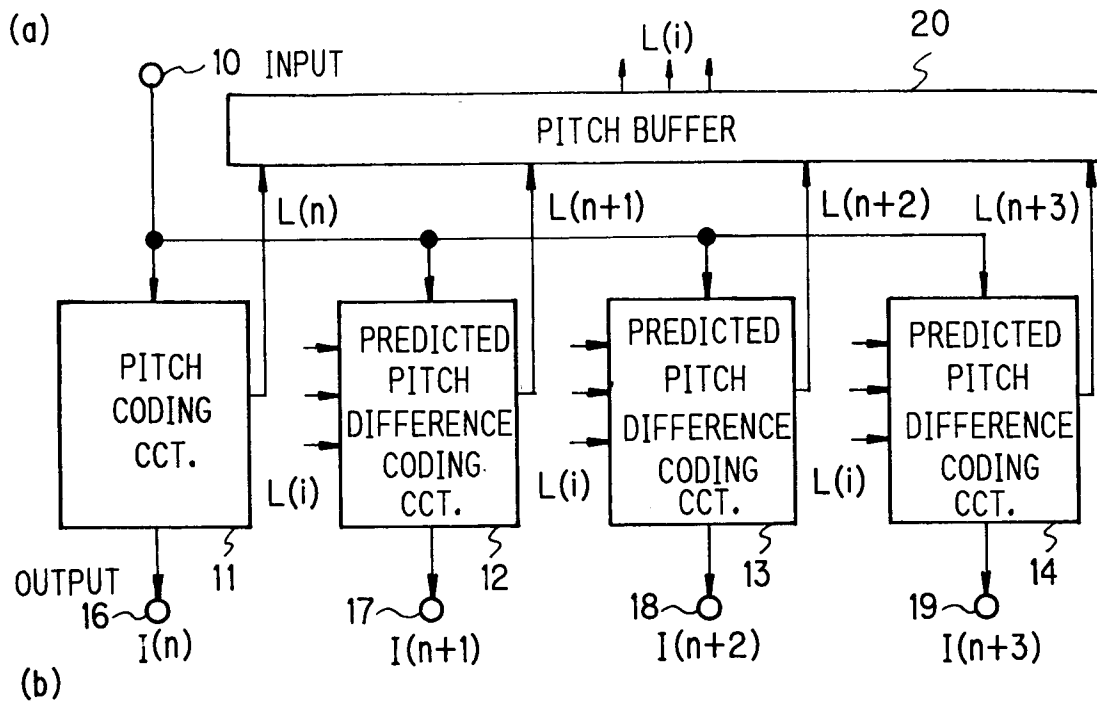 (a)
20
L(i)
10 INPUT
PITCH BUFFER
L(n)
L(n+1)
L(n+2)
L(n+3)
PITCH
CODING
CCT.
PREDICTED
PITCH
DIFFERENCE
CODING
CCT.
PREDICTED
PITCH
DIFFERENCE
CODING
CCT.
PREDICTED
PITCH
DIFFERENCE
CODING
CCT.
L(i)
L(i)
L(i)
11
12
13
14
OUTPUT
16
17
18
19
I(n)
I(n+1)
I(n+2)
I(n+3)
(b)